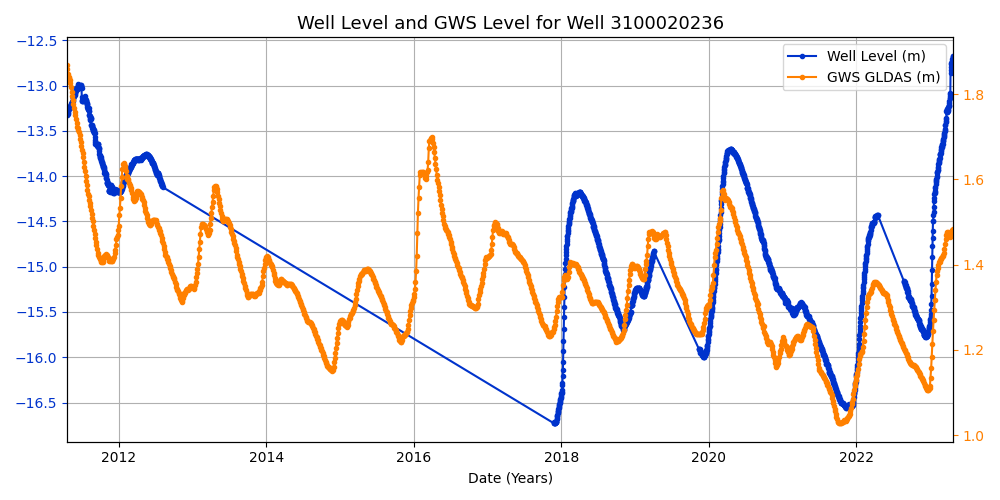 Well Level and GWS Level for Well 3100020236
Well Level (m)
GWS GLDAS (m)
−12.5
−13.0
−13.5
−14.0
−14.5
−15.0
−15.5
−16.0
−16.5
1.8
1.6
1.4
1.2
1.0
2012 2014 2016 2018 2020 2022
Date (Years)